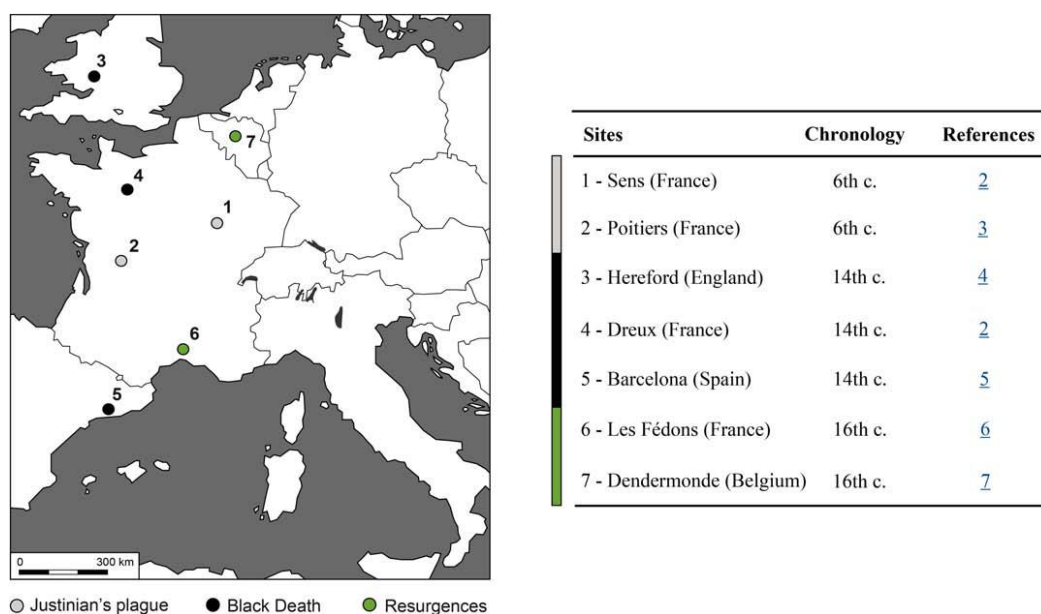 3
7
4
1
2
6
5
0 300 km
Justinian's plague Black Death Resurgences
Sites Chronology References
1 - Sens (France) 6th c. 2
2 - Poitiers (France) 6th c. 3
3 - Hereford (England) 14th c. 4
4 - Dreux (France) 14th c. 2
5 - Barcelona (Spain) 14th c. 5
6 - Les Fédons (France) 16th c. 6
7 - Dendermonde (Belgium) 16th c. 7